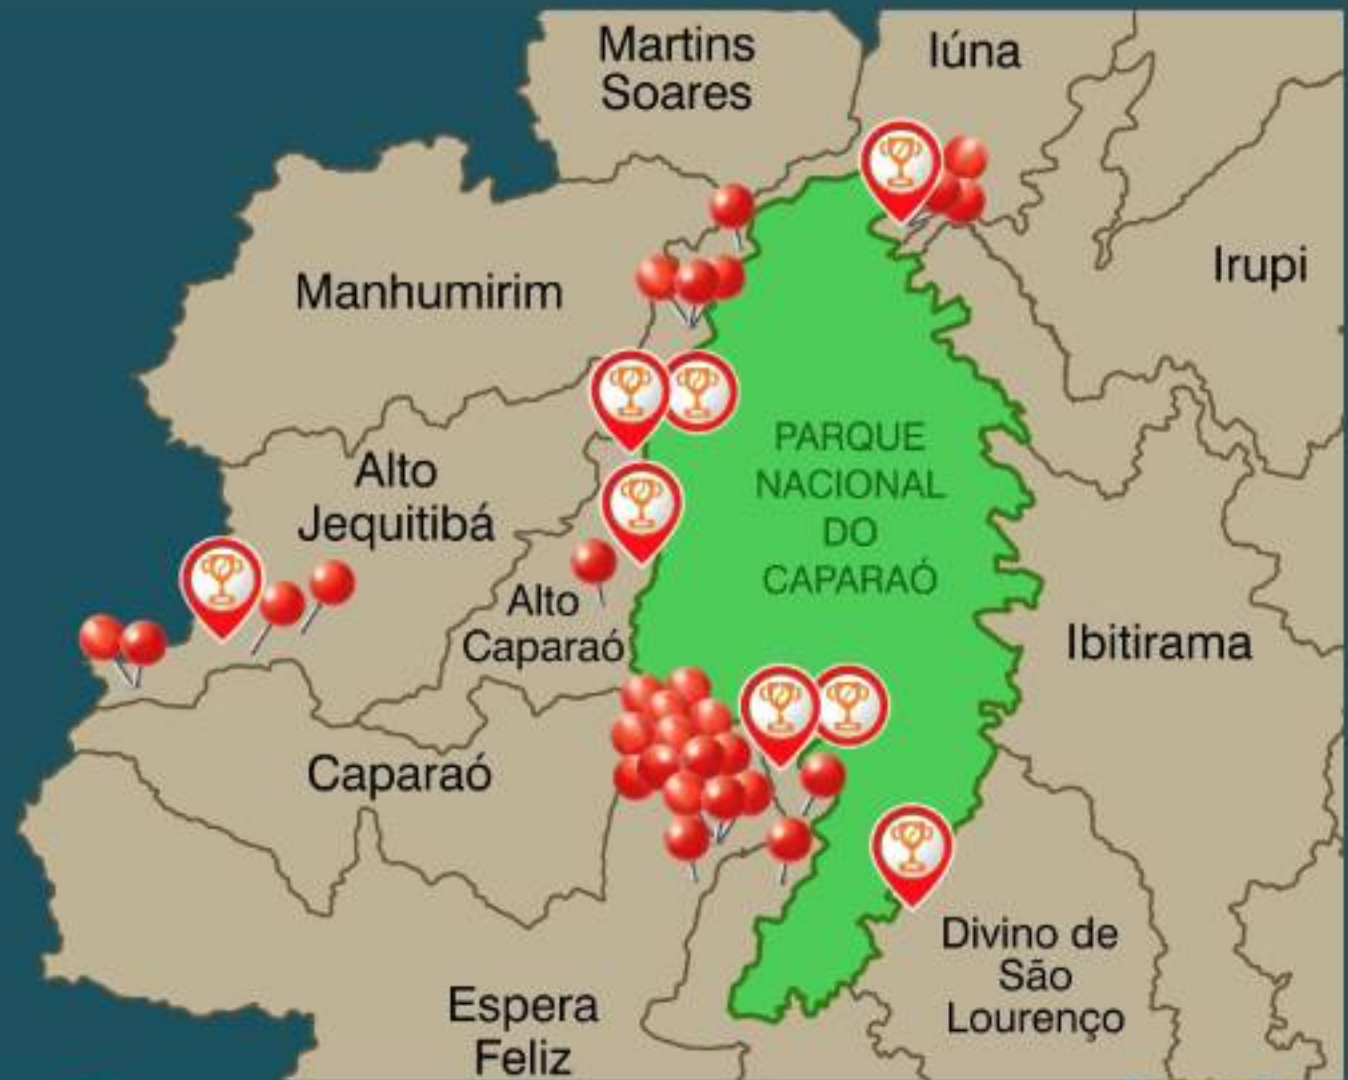 Martins
Soares
Iúna
Irupi
Manhumirim
PARQUE
NACIONAL
DO
CAPARAÓ
Alto
Jequitibá
Alto
Caparaó
Ibitirama
Caparaó
Divino de
São
Lourenço
Espera
Feliz